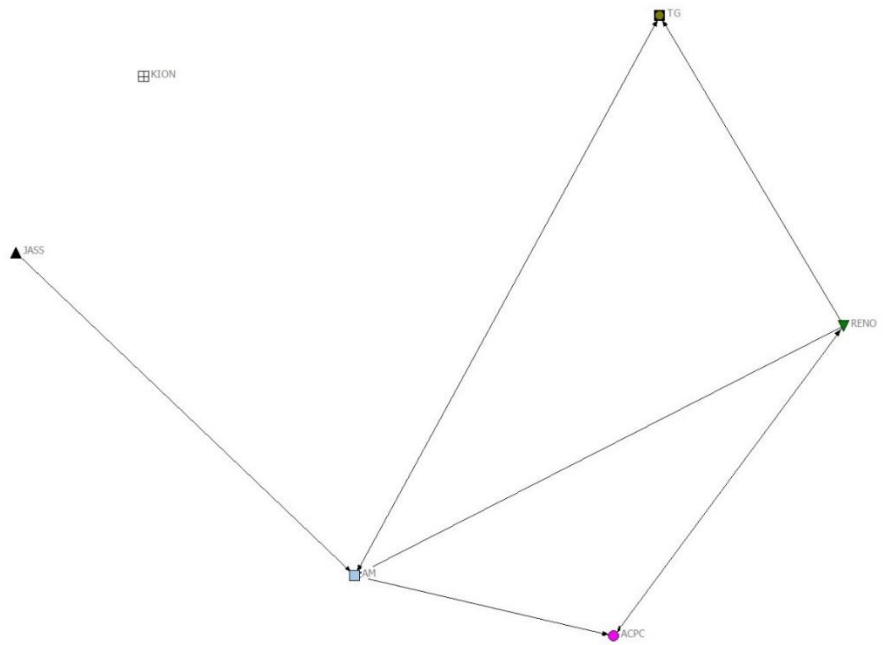 TG
KION
JASS
RENO
AM
ACPC